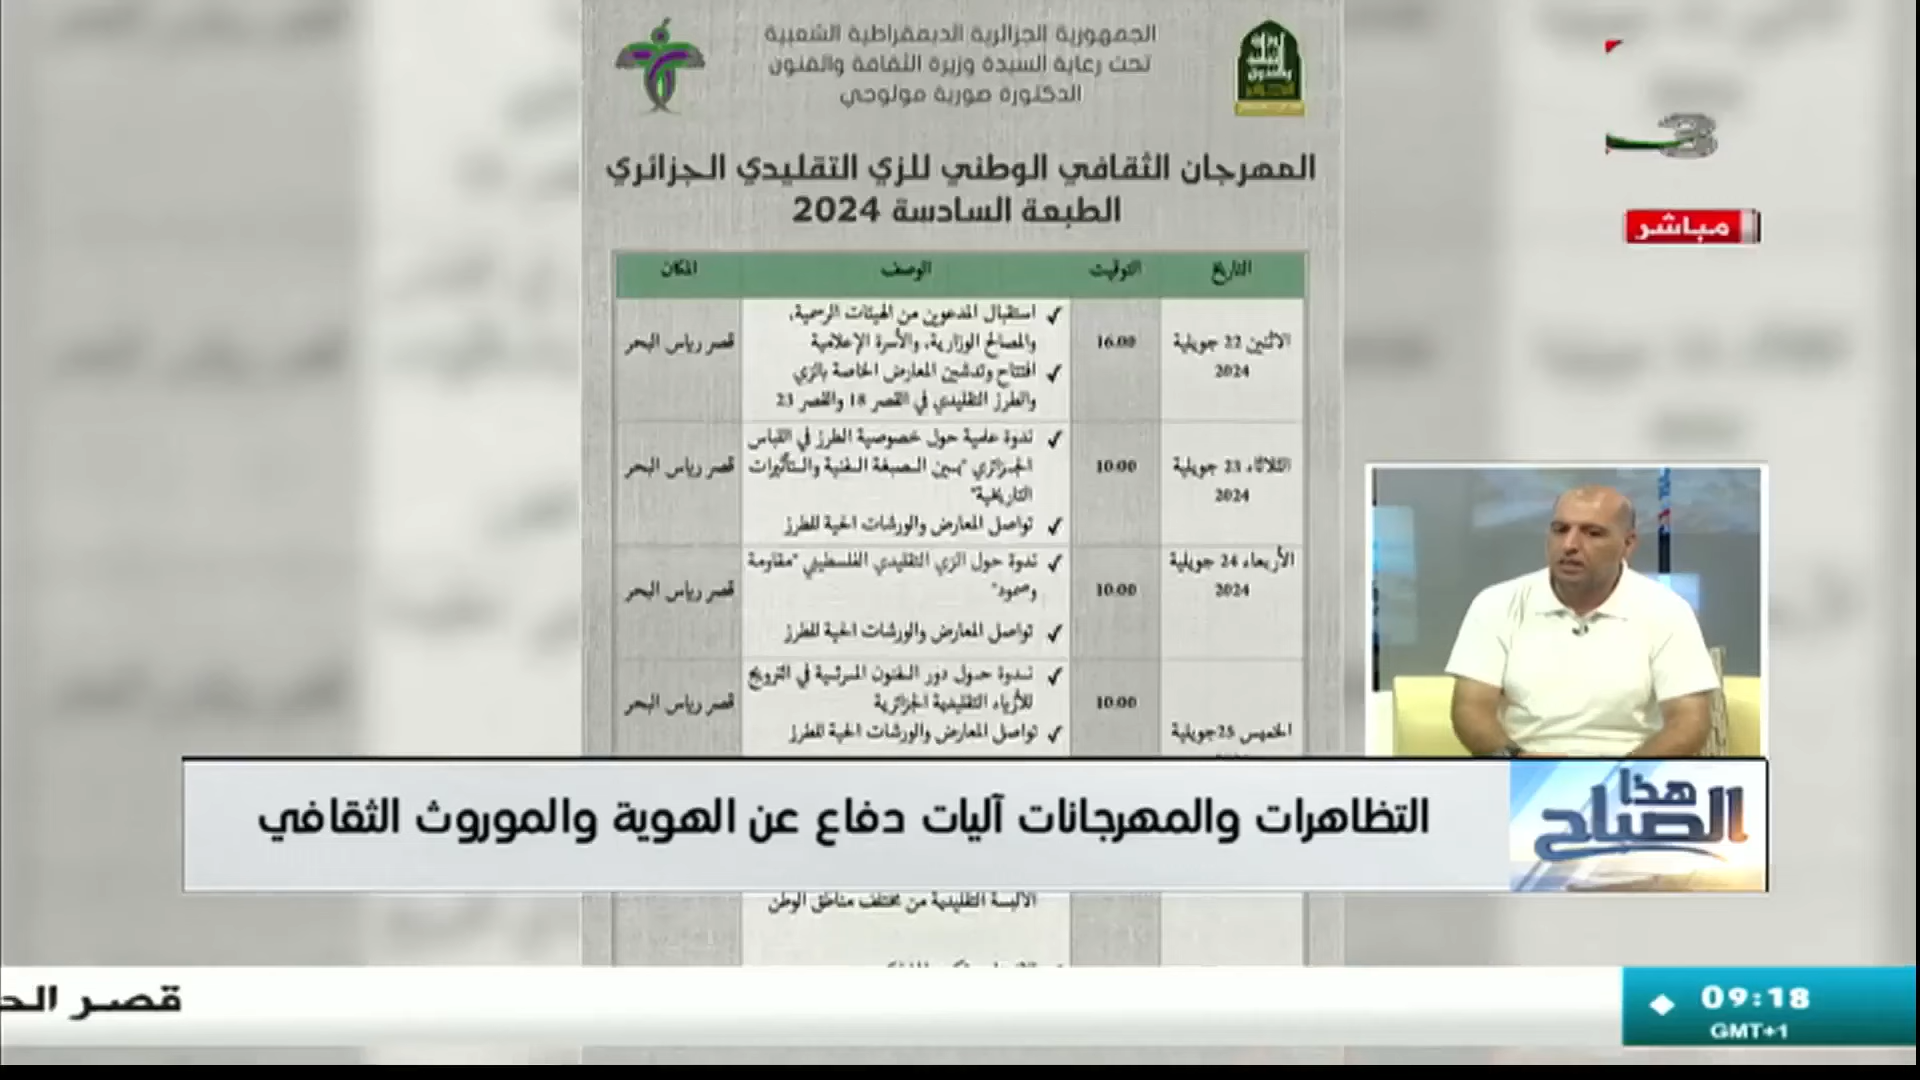 الجمهورية الجزائرية الديمقراطية الشعبية
تحت رعاية السيدة وزيرة الثقافة والفنون
الدكتورة صورية مولوجي
المهرجان الثقافي الوطني للزي التقليدي الجزائري
الطبعة السادسة 2024
3
مباشر
التاريخ التوقيت الوصف المكان
الاثنين 22 جويلية
2024
16.00
✓ استقبال المدعوين من الهيئات الرسمية،
والمصالح الوزارية، والأسرة الإعلامية
✓ افتتاح وتدشين المعارض الخاصة بالزي
والطرز التقليدي في القصر 18 والقصر 23
قصر رياس البحر
الثلاثاء 23 جويلية
2024
10.00
✓ ندوة علمية حول خصوصية الطرز في اللباس
الجزائري "بين الصبغة الفنية والتأثيرات
التاريخية"
✓ تواصل المعارض والورشات الحية للطرز
قصر رياس البحر
الأربعاء 24 جويلية
2024
10.00
✓ ندوة حول الزي التقليدي الفلسطيني "مقاومة
وصمود"
✓ تواصل المعارض والورشات الحية للطرز
قصر رياس البحر
الخميس 25جويلية
10.00
✓ ندوة حول دور الفنون المرئية في الترويج
للأزياء التقليدية الجزائرية
✓ تواصل المعارض والورشات الحية للطرز
قصر رياس البحر
هذا
الصباح
التظاهرات والمهرجانات آليات دفاع عن الهوية والموروث الثقافي
الألبسة التقليدية من مختلف مناطق الوطن
قصر الح
09:18
GMT+1